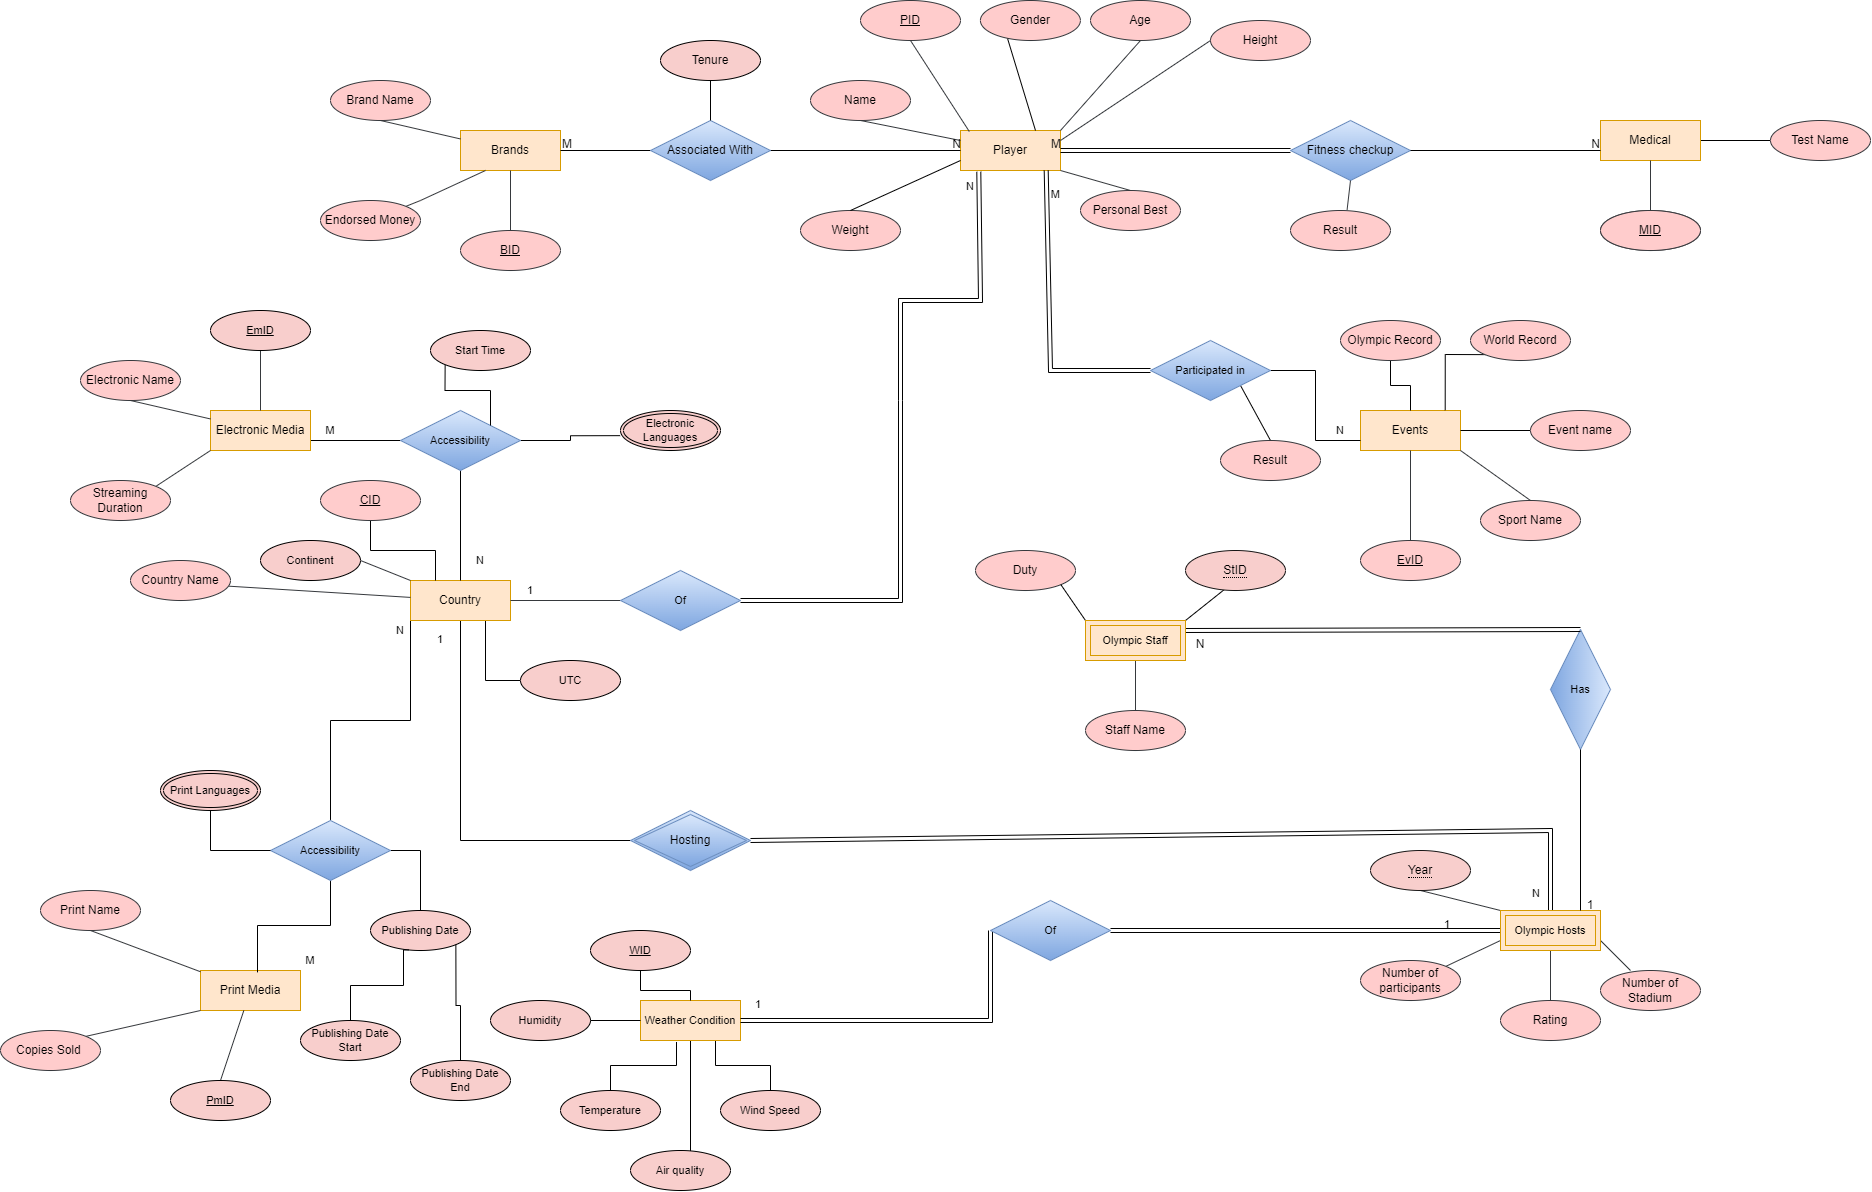 PID
Gender
Age
Height
Tenure
Brand Name
Name
Brands
M
Associated With
N
Player
M
Fitness checkup
N
Medical
Test Name
N
M
Endorsed Money
BID
Weight
Personal Best
Result
MID
EmID
Start Time
Olympic Record
World Record
Electronic Name
Participated in
Electronic Media
M
Accessibility
Electronic
Languages
N
Events
Event name
Result
Streaming
Duration
CID
Sport Name
Continent
N
EvID
Country Name
Country
1
Of
Duty
StID
N
1
Olympic Staff
N
UTC
Has
Staff Name
Print Languages
Accessibility
Hosting
Year
N
1
Print Name
Publishing Date
Of
1
Olympic Hosts
WID
M
Print Media
Number of
participants
Number of
Stadium
1
Humidity
Weather Condition
Rating
Publishing Date
Start
Copies Sold
Publishing Date
End
PmID
Temperature
Wind Speed
Air quality